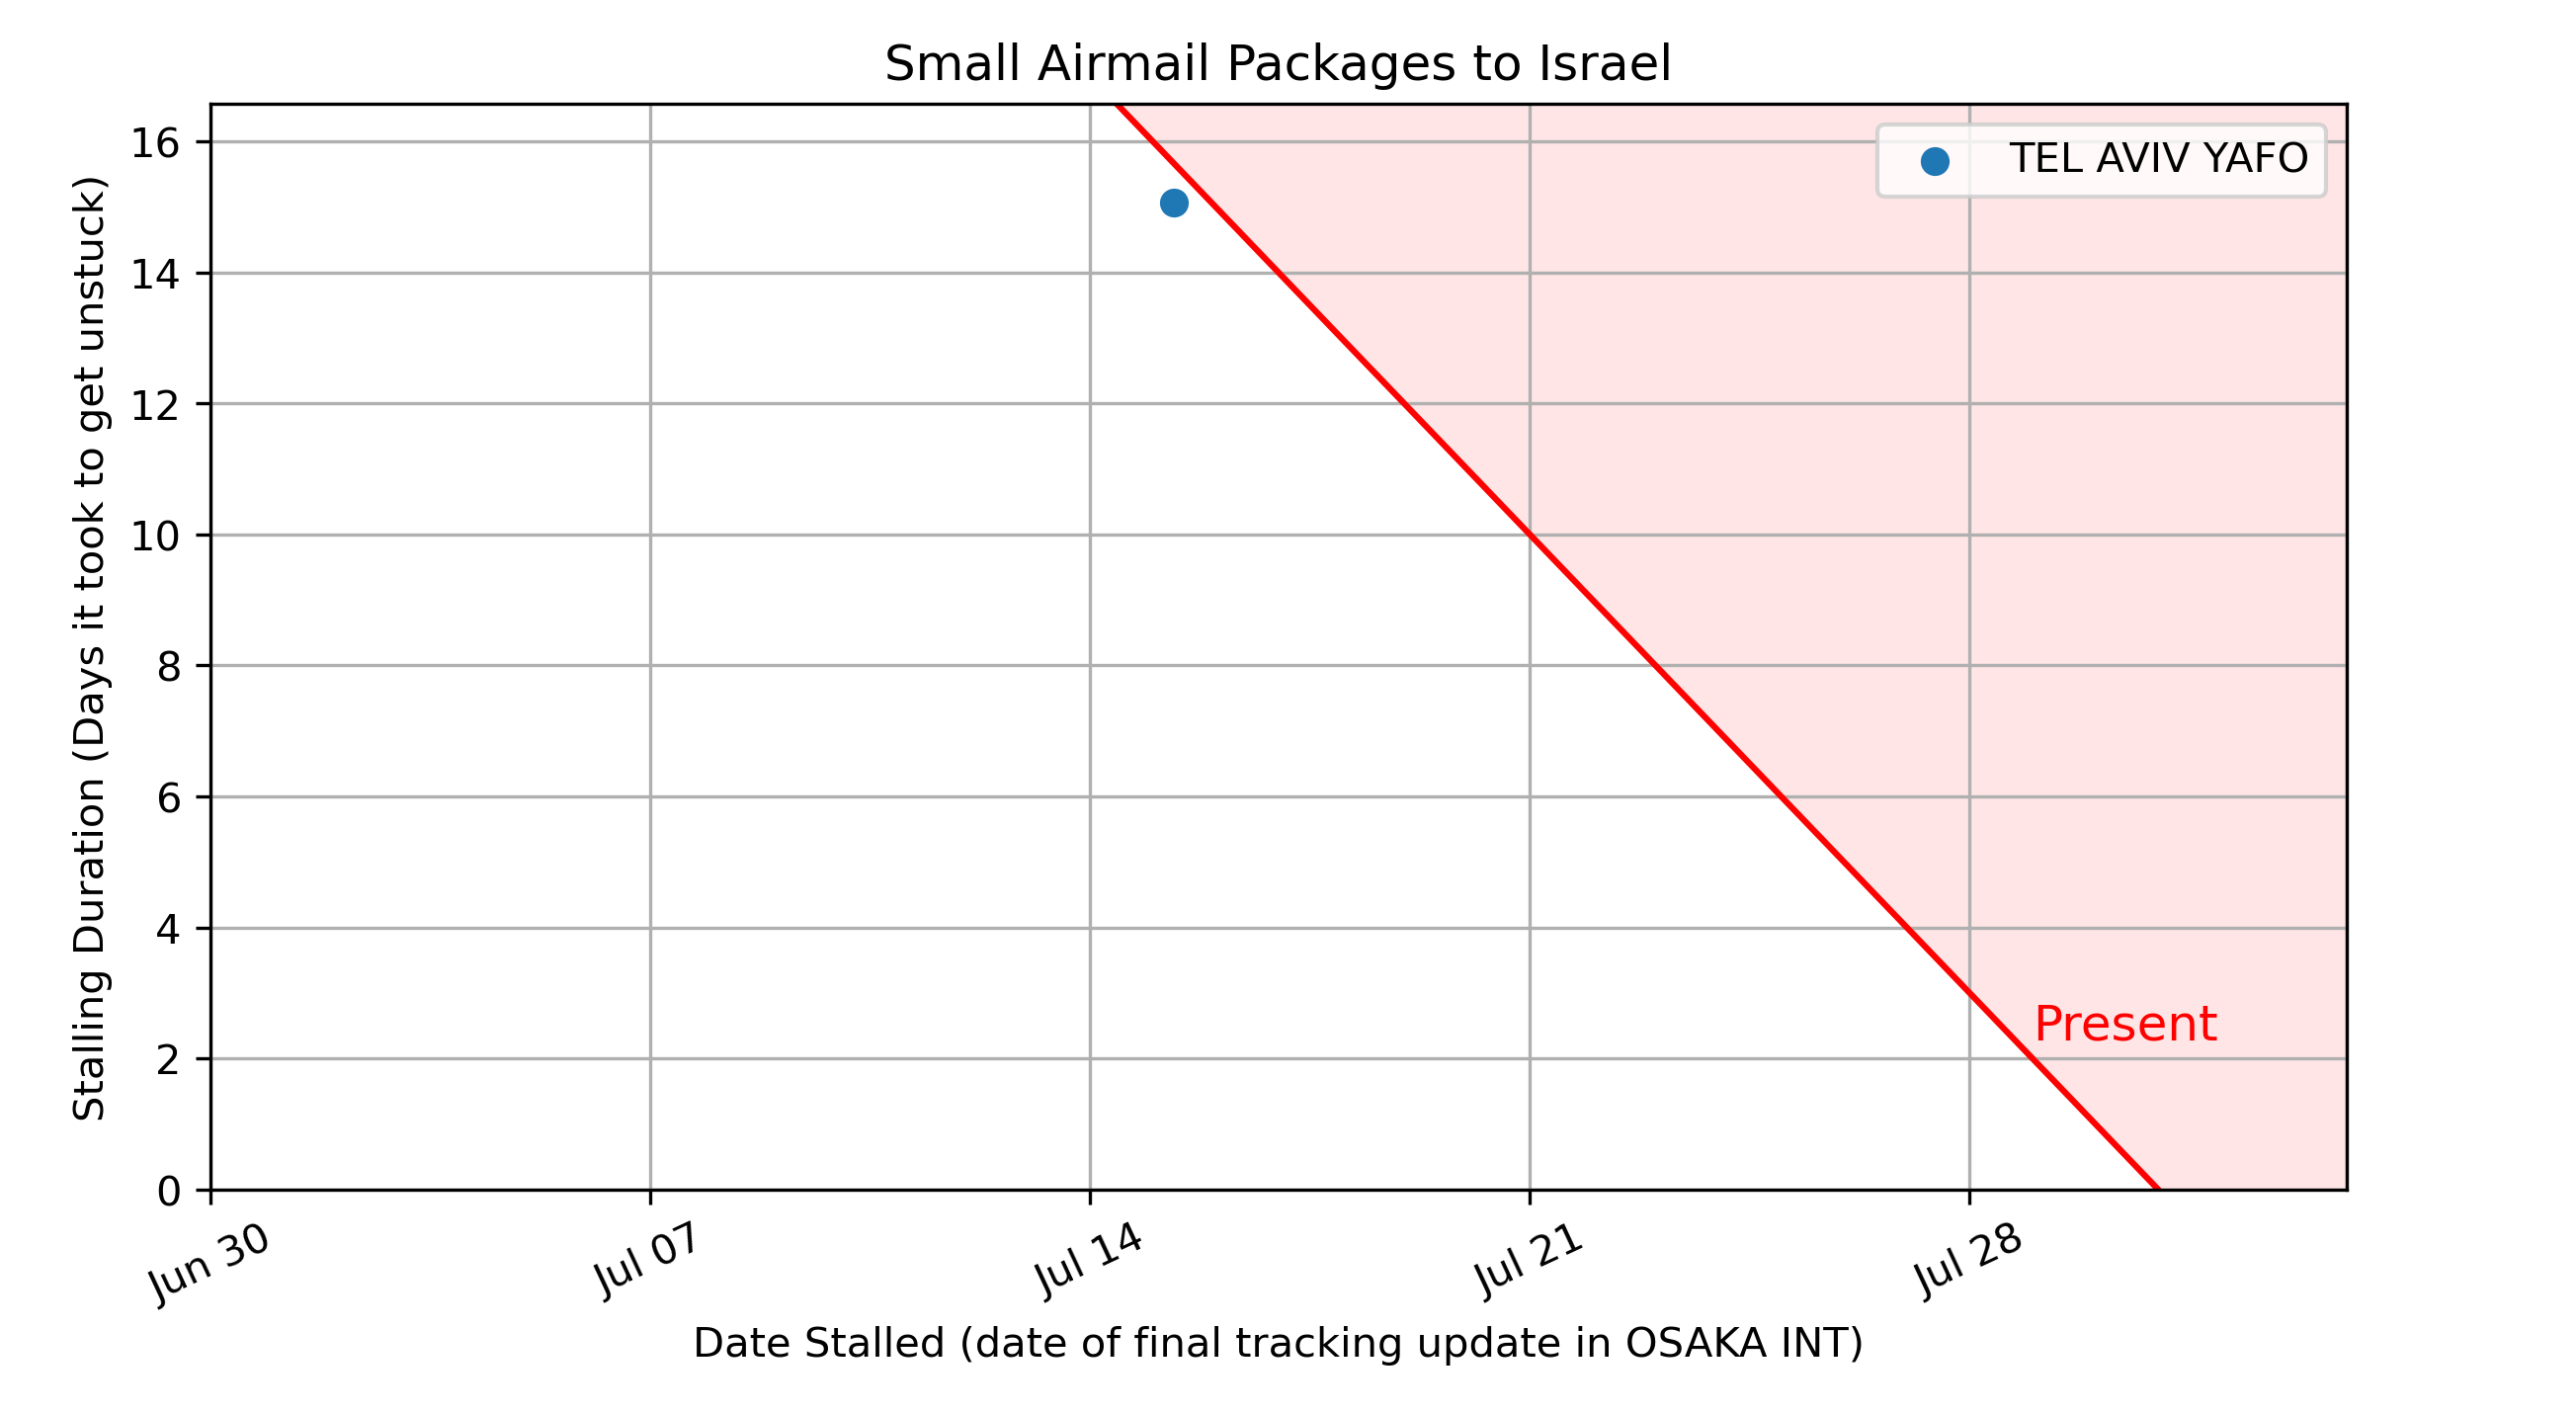 Small Airmail Packages to Israel
Stalling Duration (Days it took to get unstuck)
16
14
12
10
8
6
4
2
0
TEL AVIV YAFO
Present
Jun 30
Jul 07
Jul 14
Jul 21
Jul 28
Date Stalled (date of final tracking update in OSAKA INT)